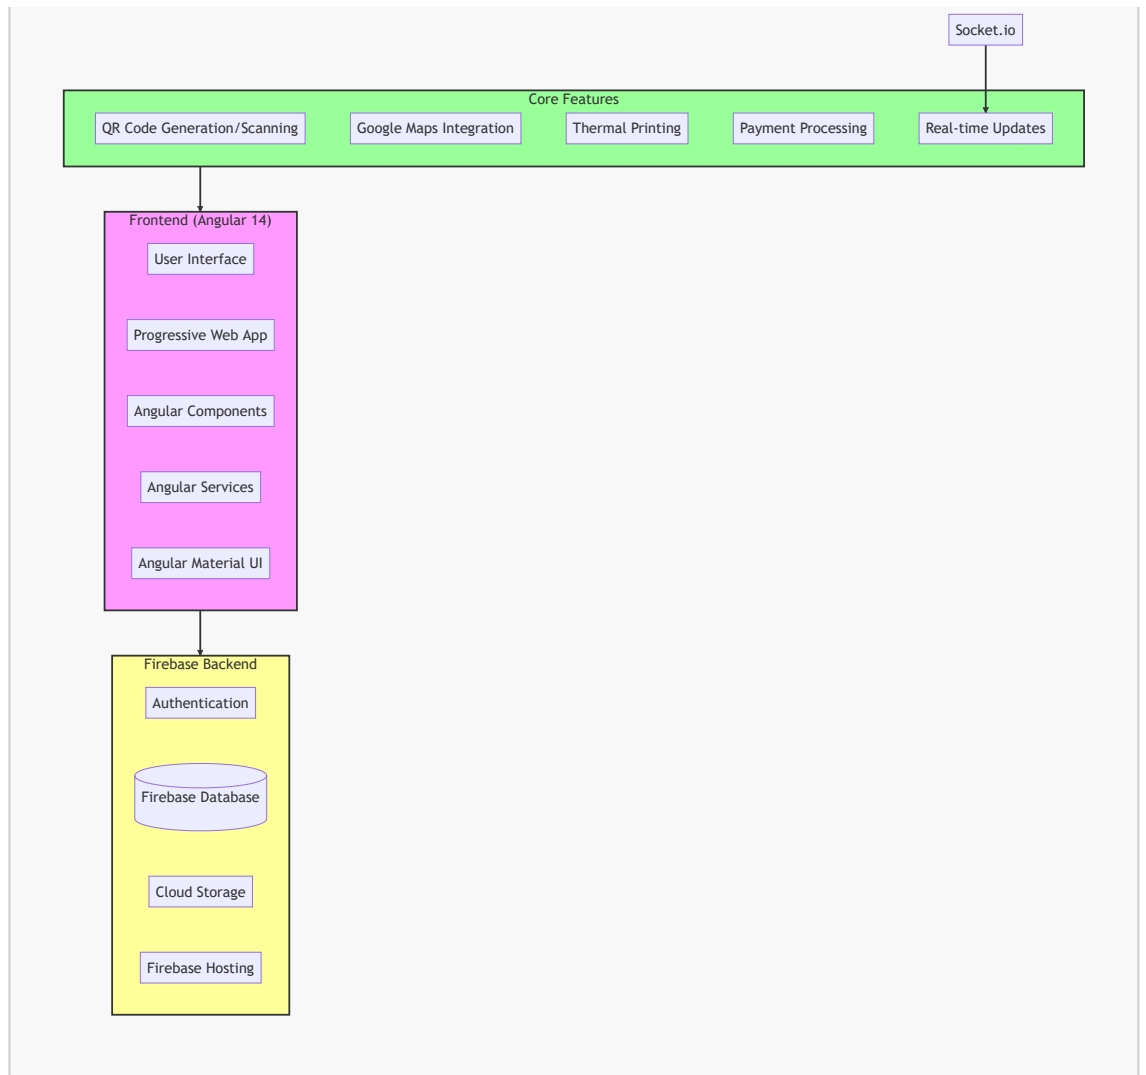 Socket.io
Core Features
QR Code Generation/Scanning
Google Maps Integration
Thermal Printing
Payment Processing
Real-time Updates
Frontend (Angular 14)
User Interface
Progressive Web App
Angular Components
Angular Services
Angular Material UI
Firebase Backend
Authentication
Firebase Database
Cloud Storage
Firebase Hosting